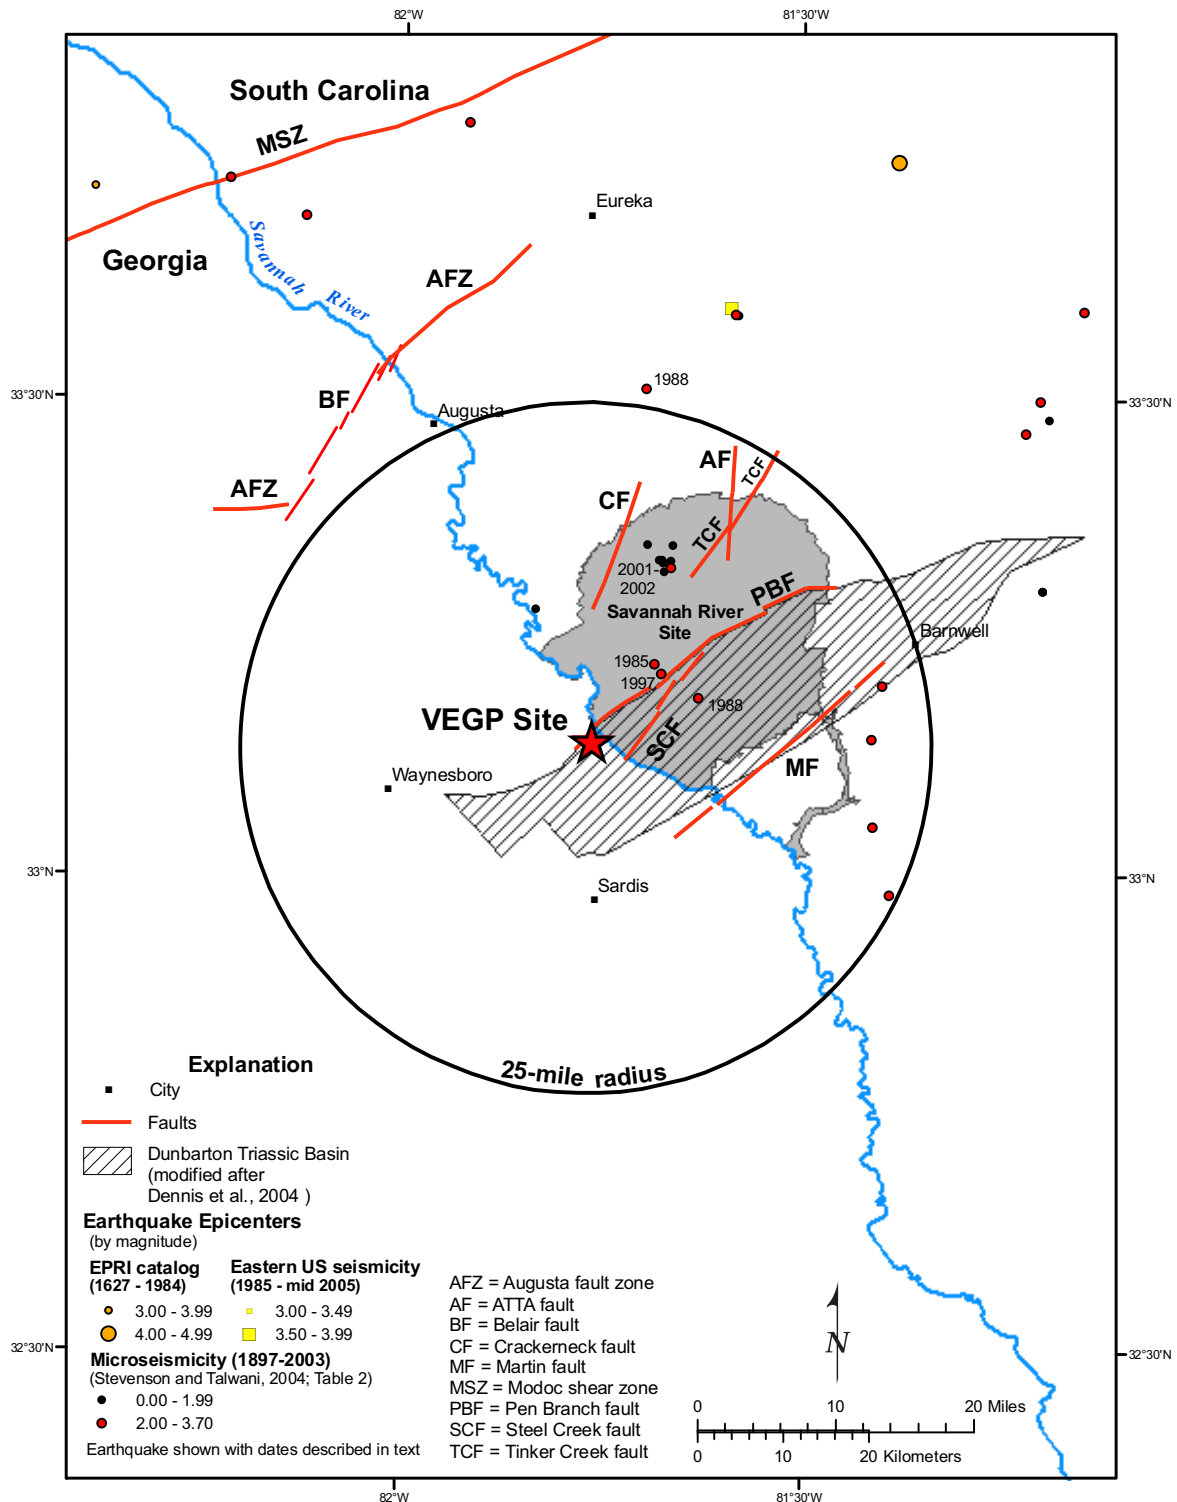 82°W
81°30'W
South Carolina
MSZ
Eureka
Georgia
Savannah
River
AFZ
33°30'N
33°30'N
1988
BF
Augusta
AF
TCF
AFZ
CF
TCF
2001-
2002
PBF
Savannah River
Site
Barnwell
1985
1997
1988
VEGP Site
SCF
MF
Waynesboro
33°N
33°N
Sardis
25-mile radius
Explanation
City
Faults
Dunbarton Triassic Basin
(modified after
Dennis et al., 2004 )
Earthquake Epicenters
(by magnitude)
EPRI catalog
(1627 - 1984)
3.00 - 3.99
4.00 - 4.99
Eastern US seismicity
(1985 - mid 2005)
3.00 - 3.49
3.50 - 3.99
Microseismicity (1897-2003)
(Stevenson and Talwani, 2004; Table 2)
0.00 - 1.99
2.00 - 3.70
Earthquake shown with dates described in text
AFZ = Augusta fault zone
AF = ATTA fault
BF = Belair fault
CF = Crackerneck fault
MF = Martin fault
MSZ = Modoc shear zone
PBF = Pen Branch fault
SCF = Steel Creek fault
TCF = Tinker Creek fault
N
0 10 20 Miles
0 10 20 Kilometers
32°30'N
32°30'N
82°W
81°30'W